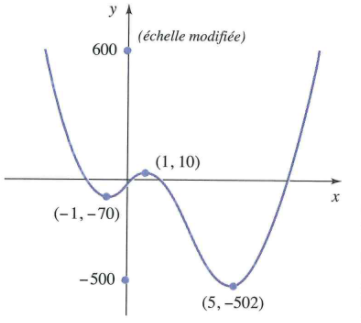 y
600
(échelle modifiée)
(1, 10)
x
(−1, −70)
−500
(5, −502)